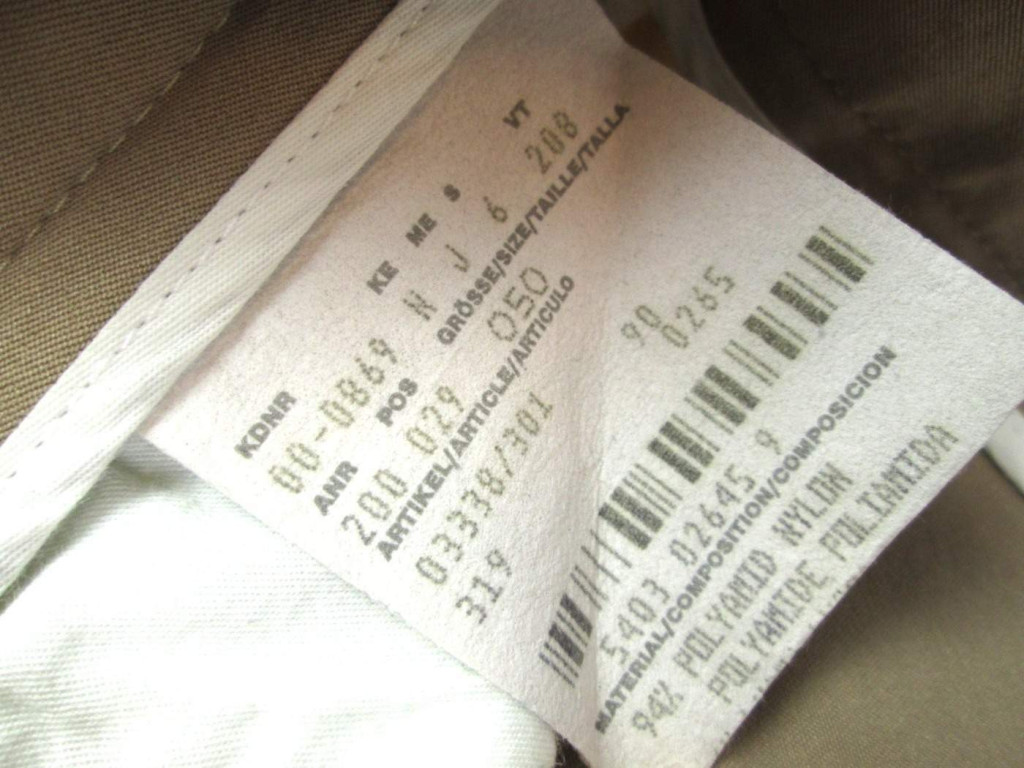 KDNR KE ME S VT
00-0869 N J 6 208
ANR POS GRÖSSE/SIZE/TAILLE/TALLA
200 029 050
ARTIKEL/ARTICLE/ARTICULO
03338/301 90
319 0265
5403 02645 9
MATERIAL/COMPOSITION/COMPOSICION
94% POLYAMID NYLON
POLYAMIDE POLIAMIDA